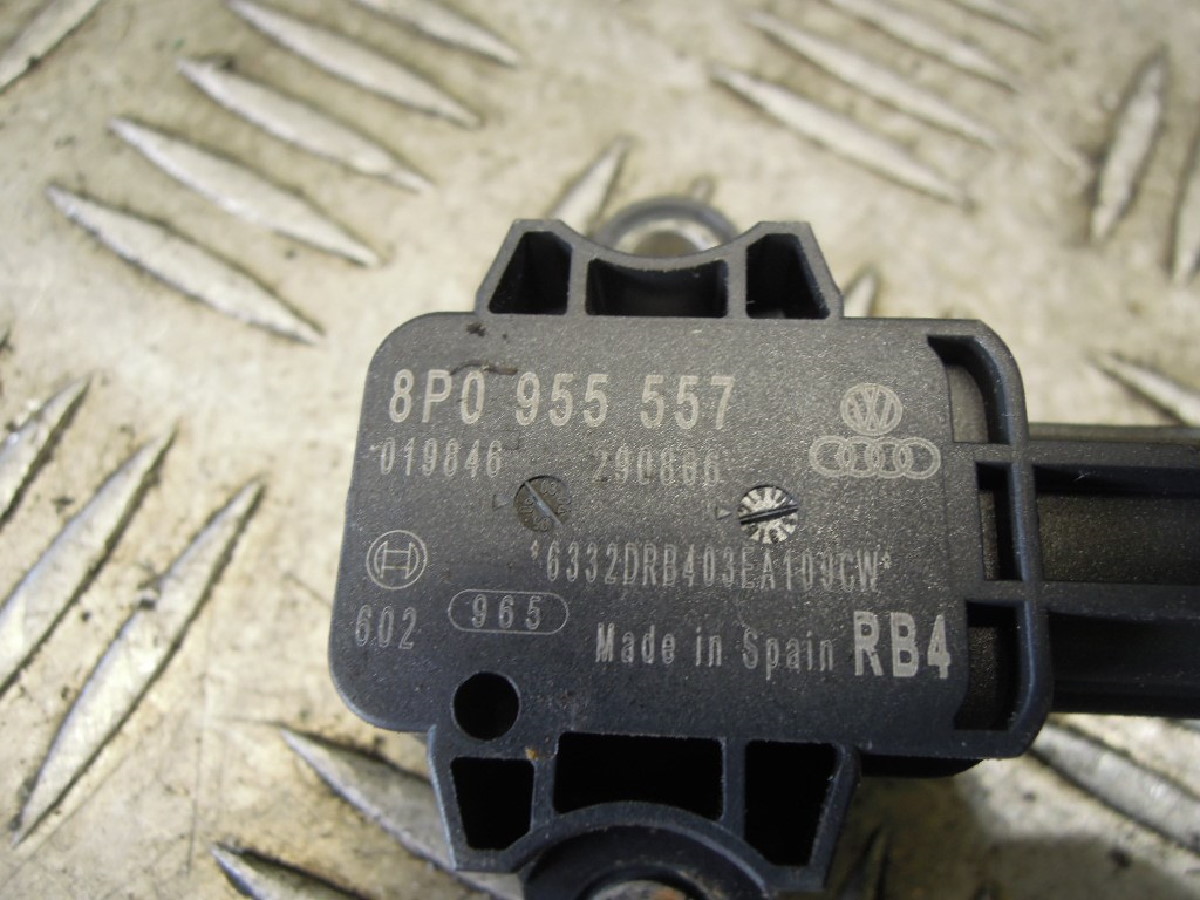 8P0 955 557
019846 290886
*6332DRB403EA109CW*
602 965
Made in Spain RB4